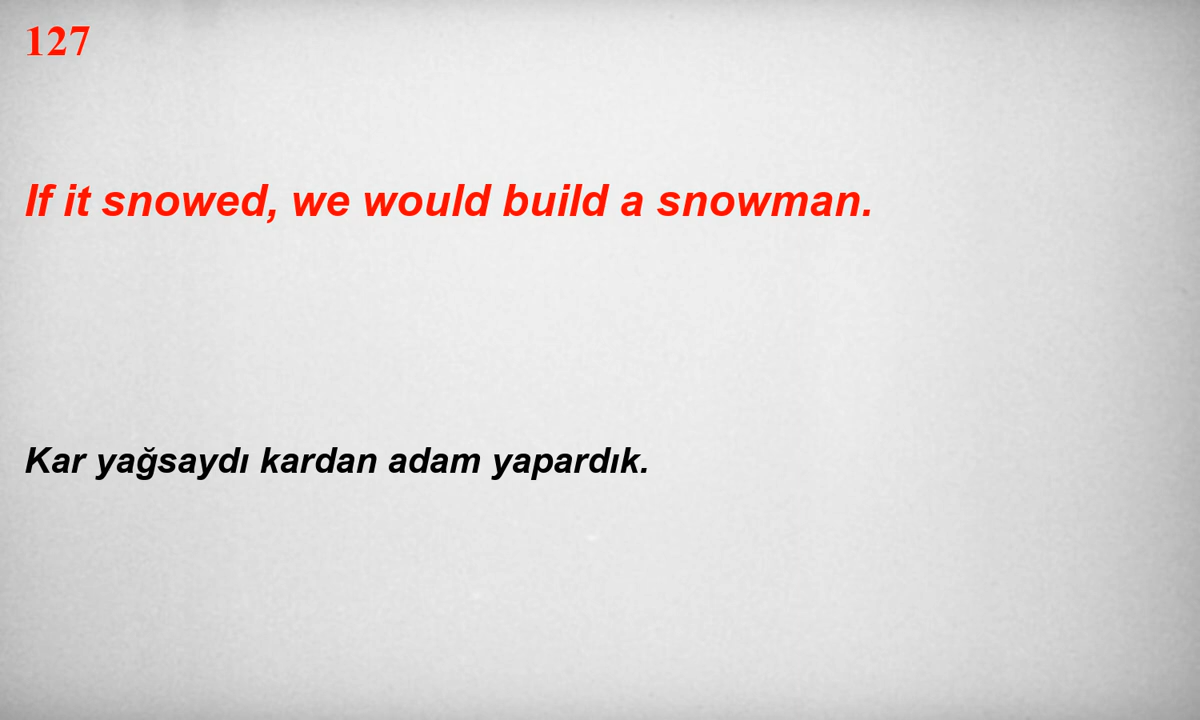 127
If it snowed, we would build a snowman.
Kar yağsaydı kardan adam yapardık.